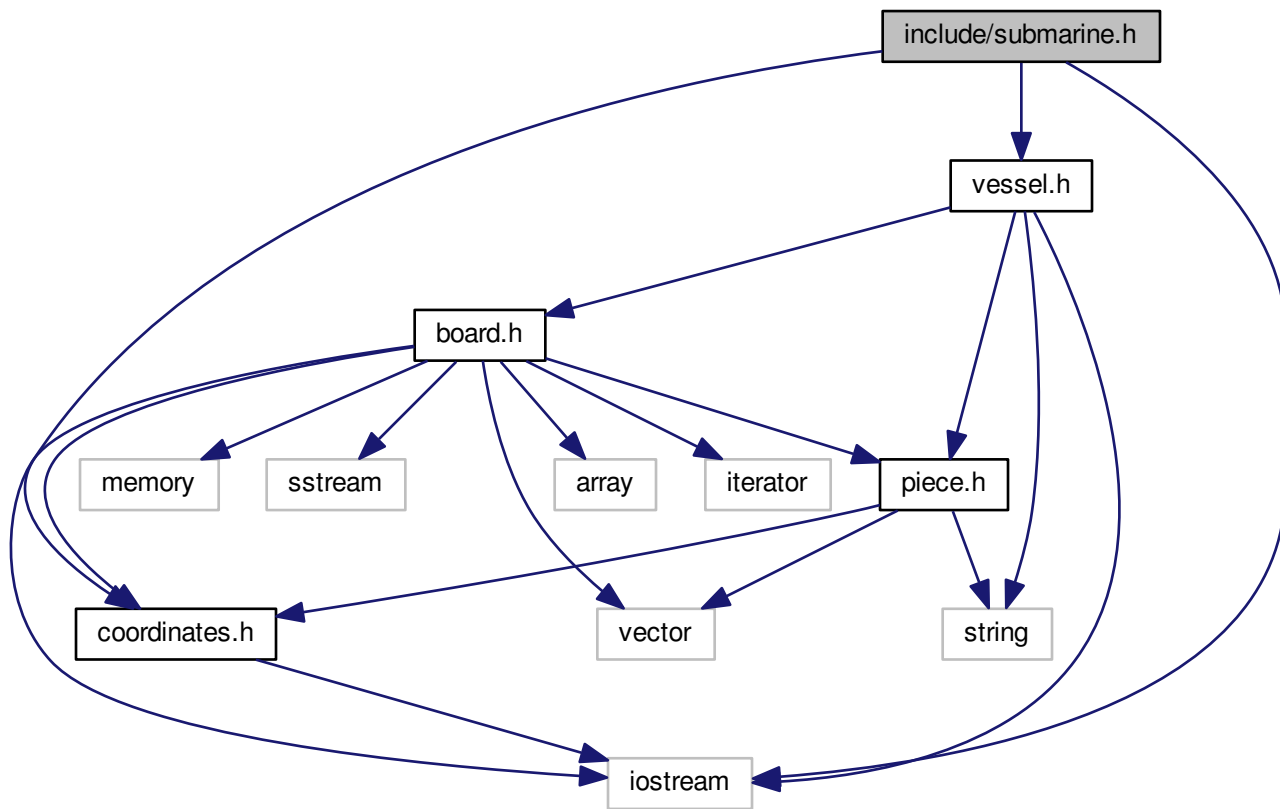 include/submarine.h
vessel.h
board.h
memory
sstream
array
iterator
piece.h
coordinates.h
vector
string
iostream